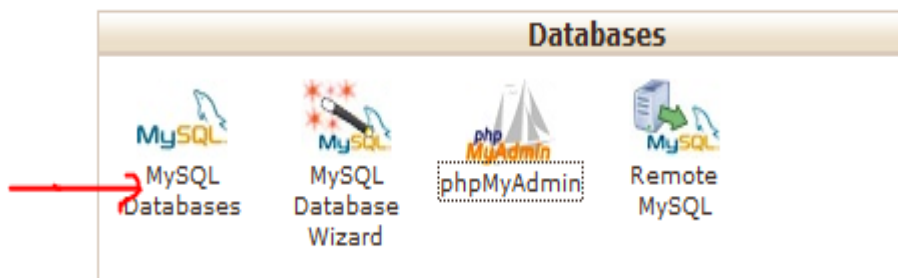 Databases
MySQL
MySQL
php
MyAdmin
MySQL
MySQL
Databases
MySQL
Database
Wizard
phpMyAdmin
Remote
MySQL